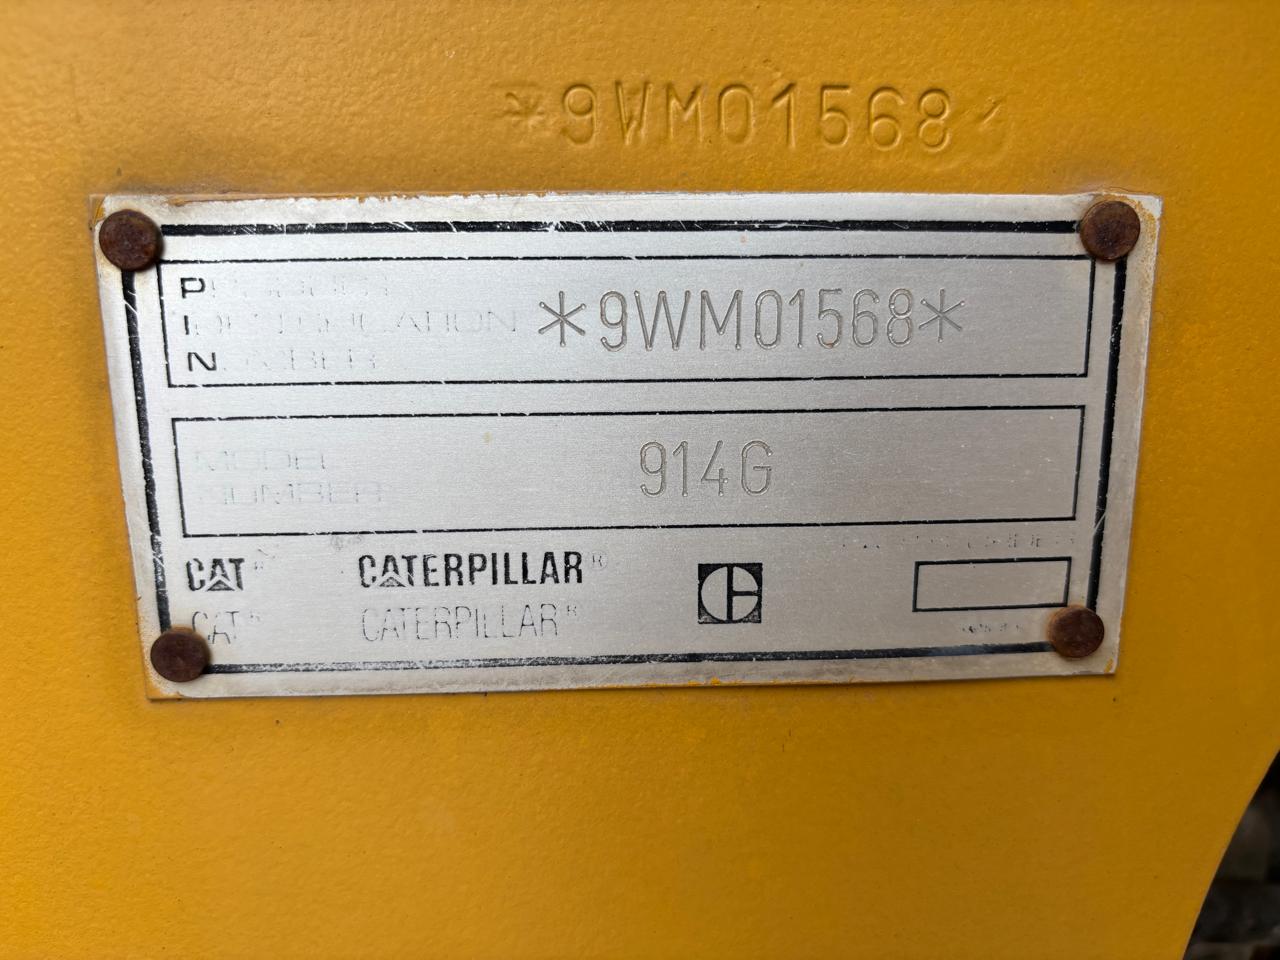 *9WM01568*
PRODUCT
IDENTIFICATION
NUMBER
*9WM01568*
MODEL
NUMBER
914G
CAT® CATERPILLAR®
CAT® CATERPILLAR®